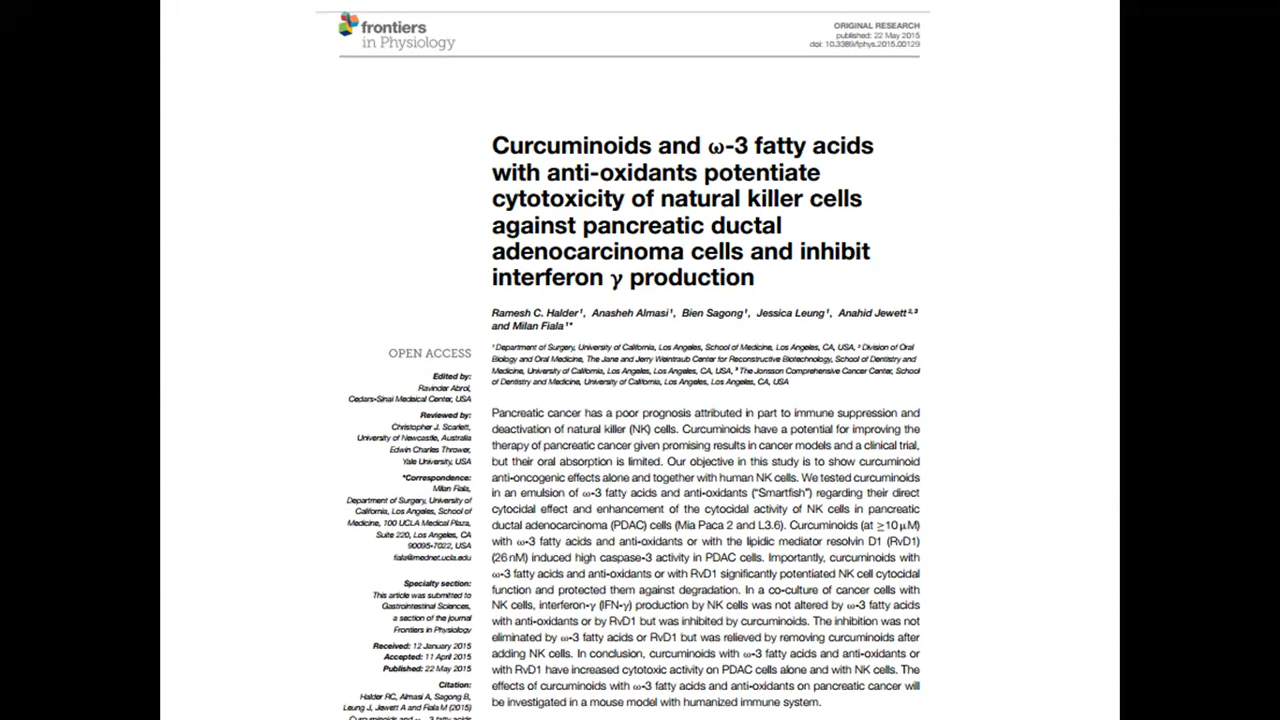 frontiers
in Physiology
ORIGINAL RESEARCH
published: 22 May 2015
doi: 10.3389/fphys.2015.00129
Curcuminoids and ω-3 fatty acids
with anti-oxidants potentiate
cytotoxicity of natural killer cells
against pancreatic ductal
adenocarcinoma cells and inhibit
interferon γ production
Ramesh C. Halder¹, Anasheh Almasi¹, Bien Sagong¹, Jessica Leung¹, Anahid Jewett²,³
and Milan Fiala¹*
¹ Department of Surgery, University of California, Los Angeles, School of Medicine, Los Angeles, CA, USA, ² Division of Oral
Biology and Oral Medicine, The Jane and Jerry Weintraub Center for Reconstructive Biotechnology, School of Dentistry and
Medicine, University of California, Los Angeles, Los Angeles, CA, USA, ³ The Jonsson Comprehensive Cancer Center, School
of Dentistry and Medicine, University of California, Los Angeles, Los Angeles, CA, USA
OPEN ACCESS
Edited by:
Ravinder Abrol,
Cedars-Sinai Medeical Center, USA
Reviewed by:
Christopher J. Scarlett,
University of Newcastle, Australia
Edwin Charles Thrower,
Yale University, USA
*Correspondence:
Milan Fiala,
Department of Surgery, University of
California, Los Angeles, School of
Medicine, 100 UCLA Medical Plaza,
Suite 220, Los Angeles, CA
90095-7022, USA
fiala@mednet.ucla.edu
Specialty section:
This article was submitted to
Gastrointestinal Sciences,
a section of the journal
Frontiers in Physiology
Received: 12 January 2015
Accepted: 11 April 2015
Published: 22 May 2015
Citation:
Halder RC, Almasi A, Sagong B,
Leung J, Jewett A and Fiala M (2015)
Curcuminoids and ω-3 fatty acids
Pancreatic cancer has a poor prognosis attributed in part to immune suppression and
deactivation of natural killer (NK) cells. Curcuminoids have a potential for improving the
therapy of pancreatic cancer given promising results in cancer models and a clinical trial,
but their oral absorption is limited. Our objective in this study is to show curcuminoid
anti-oncogenic effects alone and together with human NK cells. We tested curcuminoids
in an emulsion of ω-3 fatty acids and anti-oxidants ("Smartfish") regarding their direct
cytocidal effect and enhancement of the cytocidal activity of NK cells in pancreatic
ductal adenocarcinoma (PDAC) cells (Mia Paca 2 and L3.6). Curcuminoids (at ≥10 μM)
with ω-3 fatty acids and anti-oxidants or with the lipidic mediator resolvin D1 (RvD1)
(26 nM) induced high caspase-3 activity in PDAC cells. Importantly, curcuminoids with
ω-3 fatty acids and anti-oxidants or with RvD1 significantly potentiated NK cell cytocidal
function and protected them against degradation. In a co-culture of cancer cells with
NK cells, interferon-γ (IFN-γ) production by NK cells was not altered by ω-3 fatty acids
with anti-oxidants or by RvD1 but was inhibited by curcuminoids. The inhibition was not
eliminated by ω-3 fatty acids or RvD1 but was relieved by removing curcuminoids after
adding NK cells. In conclusion, curcuminoids with ω-3 fatty acids and anti-oxidants or
with RvD1 have increased cytotoxic activity on PDAC cells alone and with NK cells. The
effects of curcuminoids with ω-3 fatty acids and anti-oxidants on pancreatic cancer will
be investigated in a mouse model with humanized immune system.